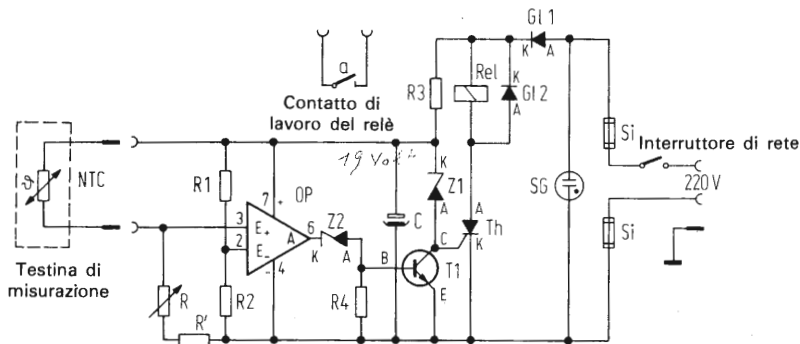 Gl 1
K A
a
Rel
K
Gl 2
A
R3
Contatto di
lavoro del relè
Si
Interruttore di rete
19 Volt
K
Z1
A
SG
220 V
ϑ
NTC
R1
7 +
OP
3
E+
2
E-
A
6
Z2
K A
- 4
C
C
A
Th
K
Si
B
T1
E
Testina di
misurazione
R
R'
R2
R4